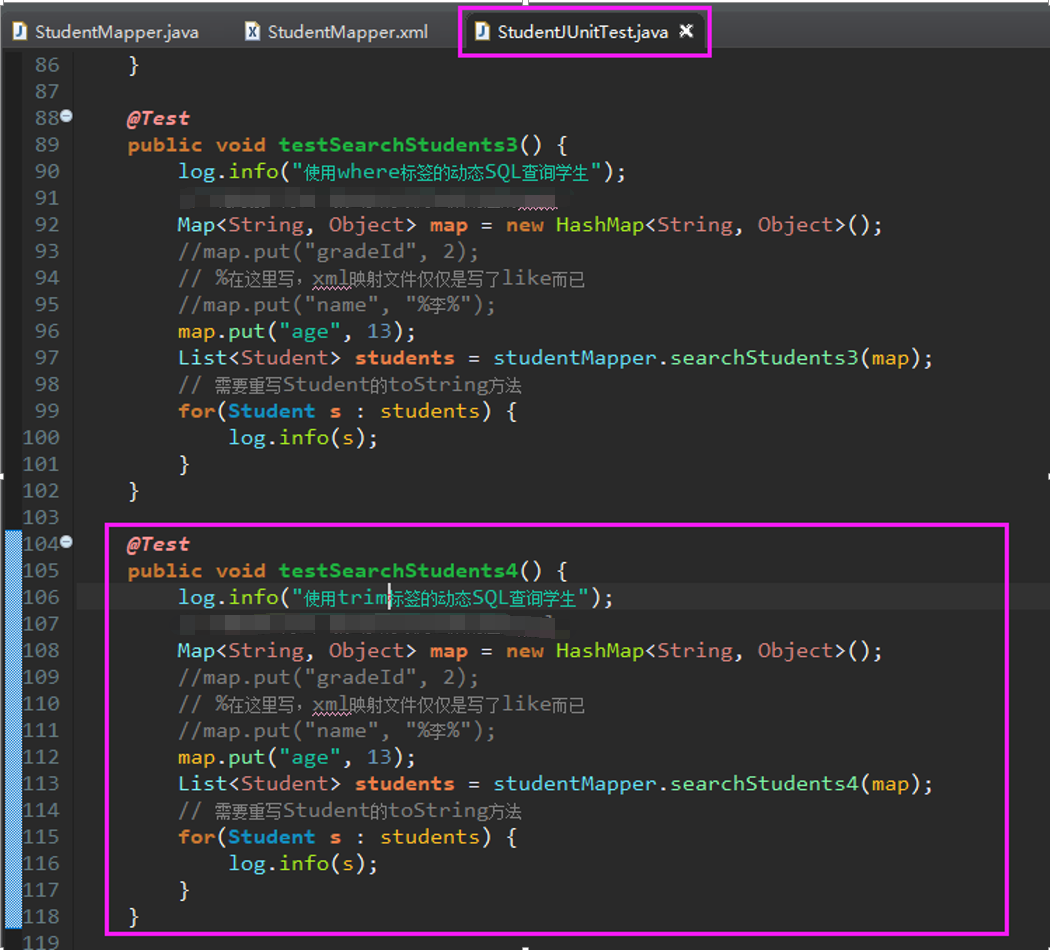 StudentMapper.java StudentMapper.xml StudentJUnitTest.java
86 }
87
88 @Test
89 public void testSearchStudents3() {
90 log.info("使用where标签的动态SQL查询学生");
91
92 Map<String, Object> map = new HashMap<String, Object>();
93 //map.put("gradeId", 2);
94 // %在这里写，xml映射文件仅仅是写了like而已
95 //map.put("name", "%李%");
96 map.put("age", 13);
97 List<Student> students = studentMapper.searchStudents3(map);
98 // 需要重写Student的toString方法
99 for(Student s : students) {
100 log.info(s);
101 }
102 }
103
104 @Test
105 public void testSearchStudents4() {
106 log.info("使用trim标签的动态SQL查询学生");
107
108 Map<String, Object> map = new HashMap<String, Object>();
109 //map.put("gradeId", 2);
110 // %在这里写，xml映射文件仅仅是写了like而已
111 //map.put("name", "%李%");
112 map.put("age", 13);
113 List<Student> students = studentMapper.searchStudents4(map);
114 // 需要重写Student的toString方法
115 for(Student s : students) {
116 log.info(s);
117 }
118 }
119